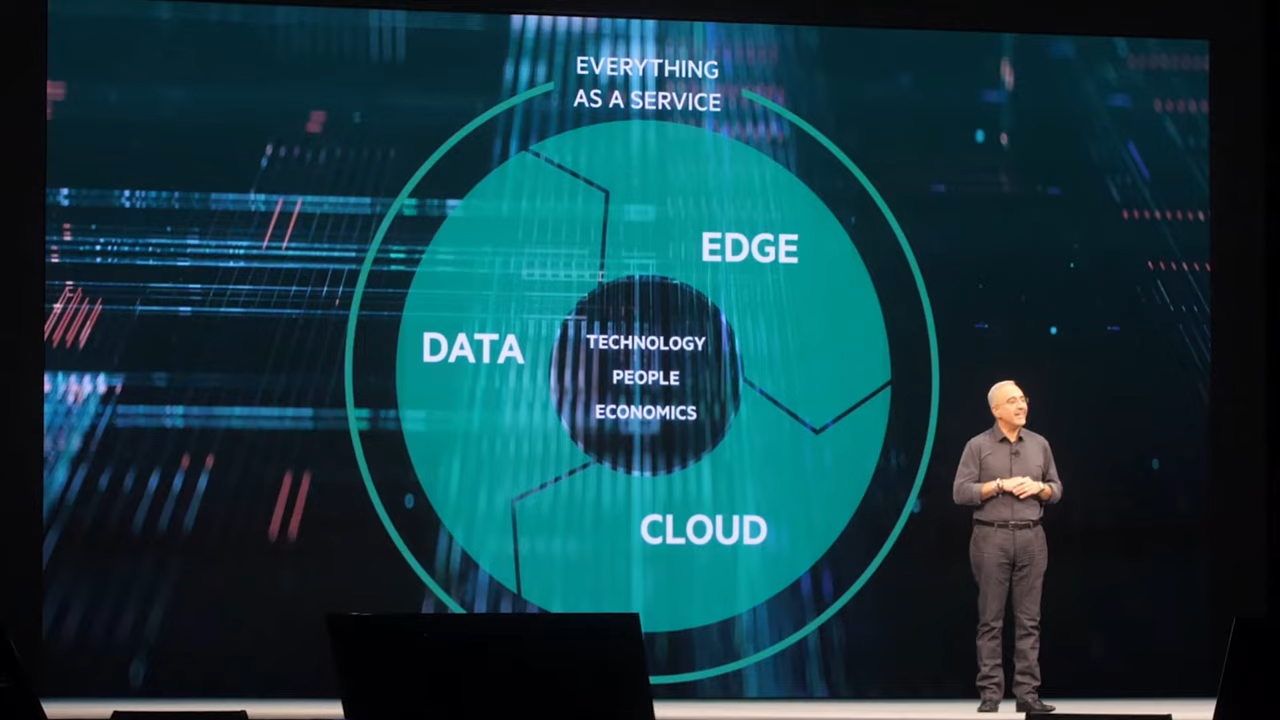 EVERYTHING
AS A SERVICE
EDGE
DATA
TECHNOLOGY
PEOPLE
ECONOMICS
CLOUD